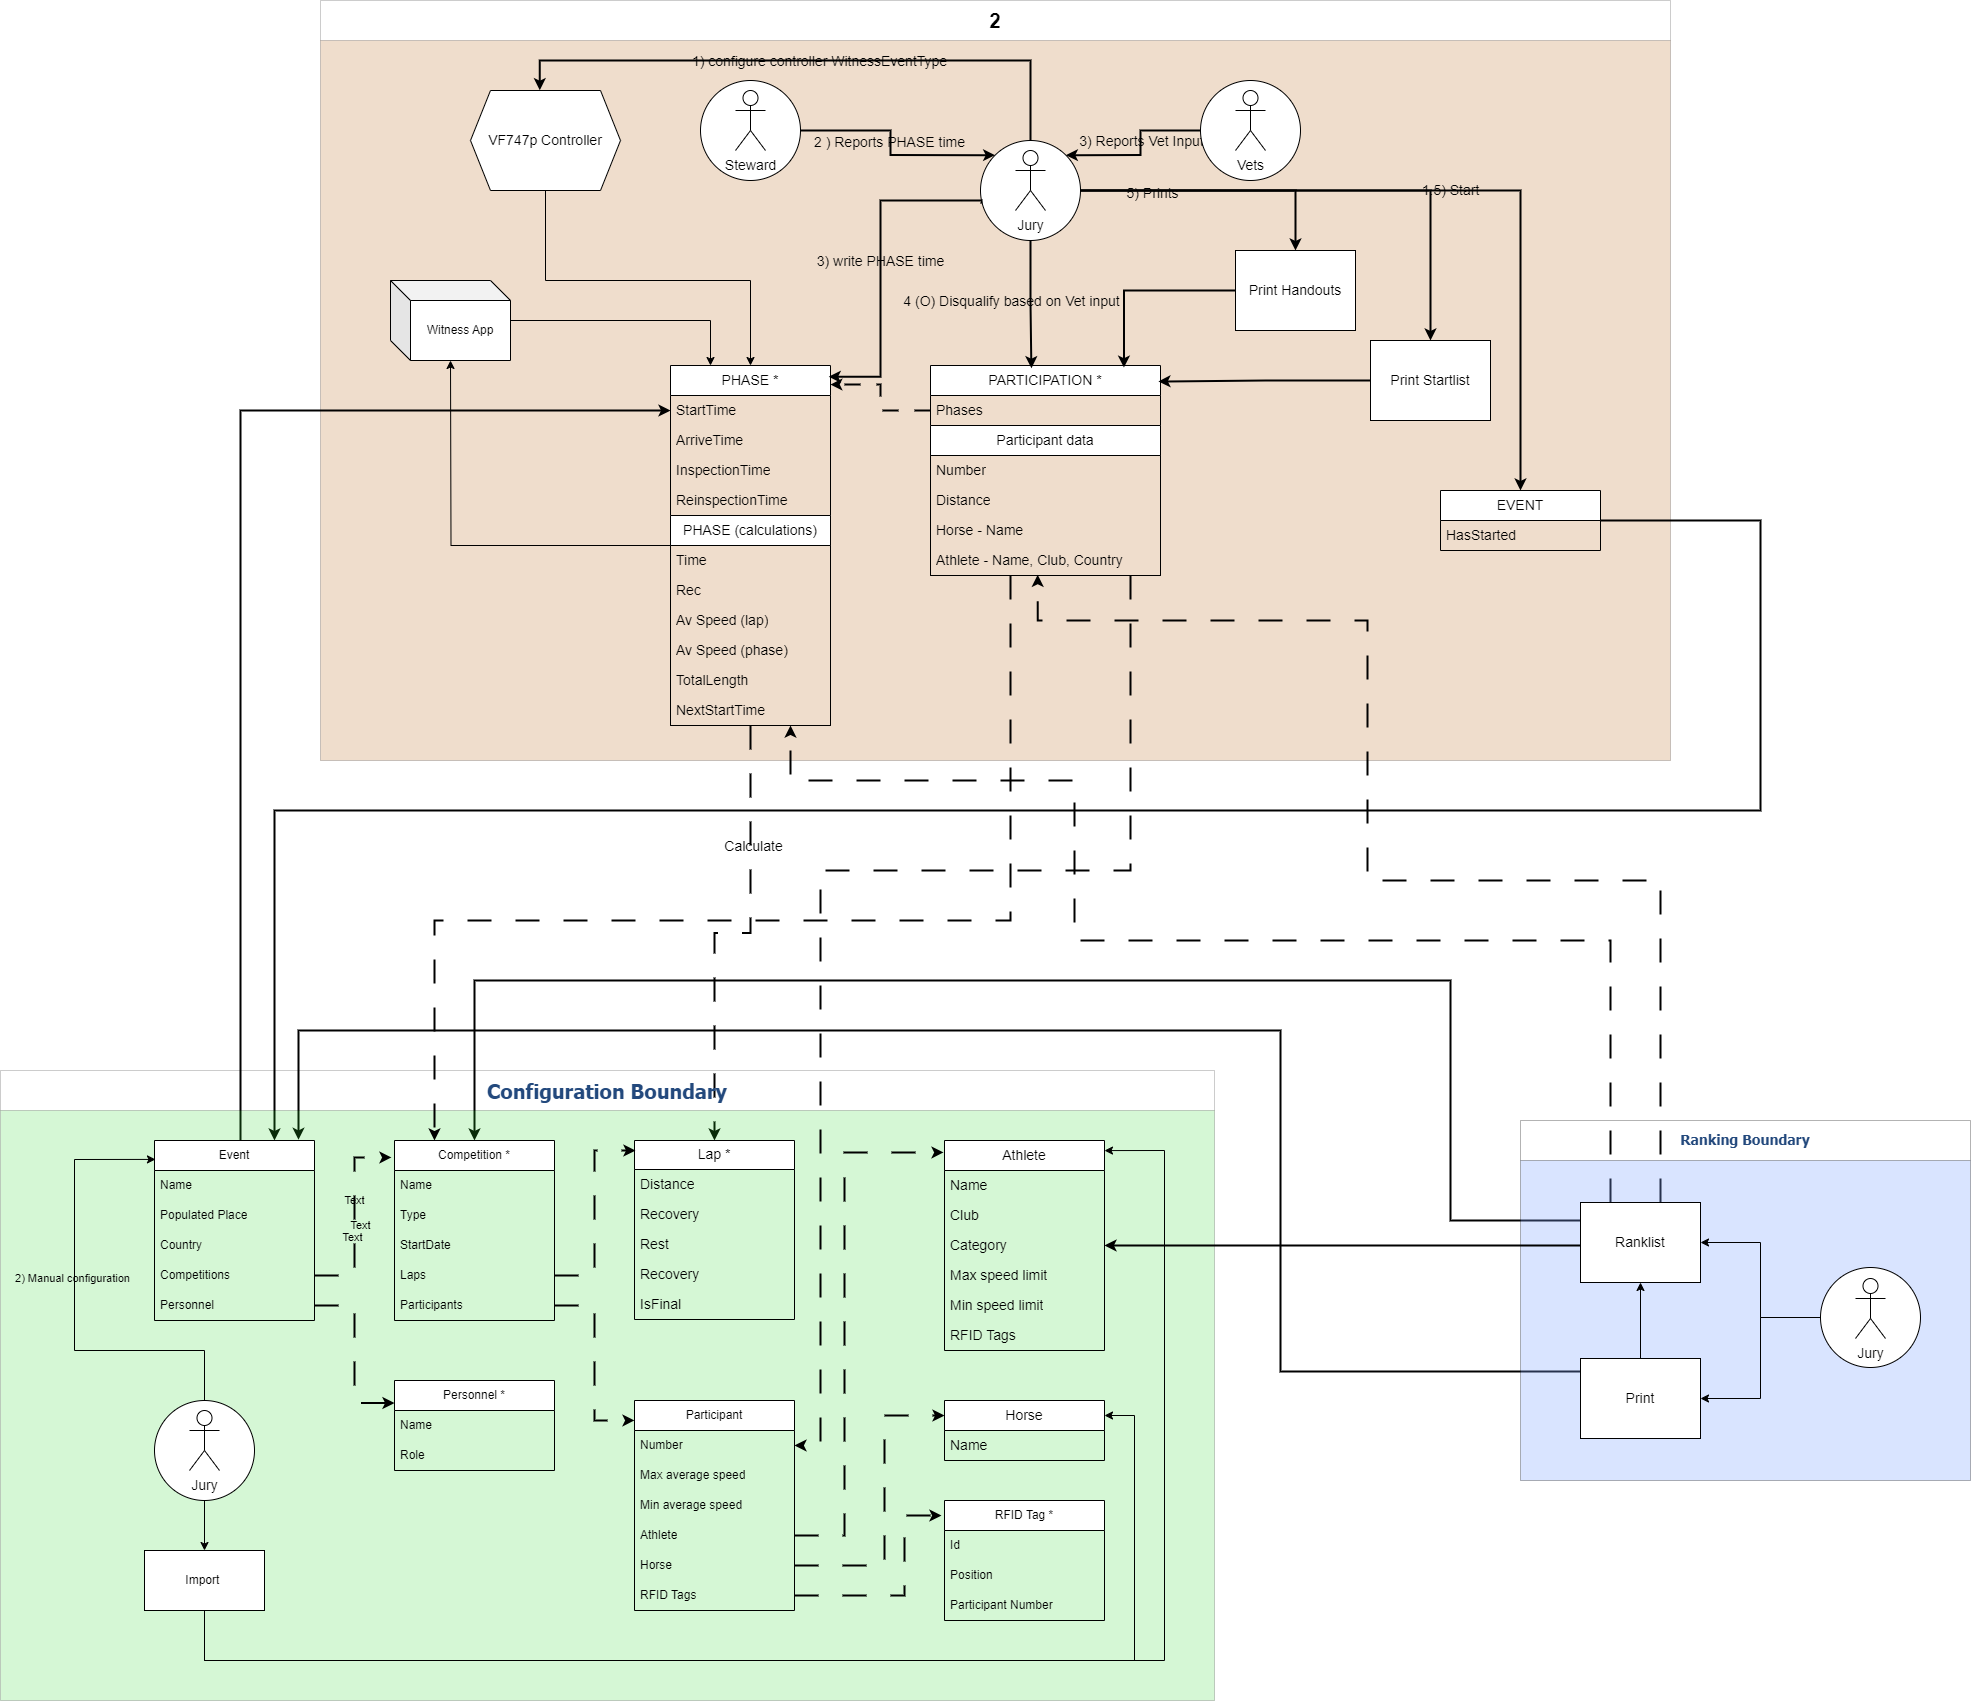 2
1) configure controller WitnessEventType
VF747p Controller
Steward
2 ) Reports PHASE time
3) Reports Vet Input
Vets
Jury
5) Prints
1.5) Start
3) write PHASE time
4 (O) Disqualify based on Vet input
Print Handouts
Witness App
Print Startlist
PHASE *
StartTime
ArriveTime
InspectionTime
ReinspectionTime
PHASE (calculations)
Time
Rec
Av Speed (lap)
Av Speed (phase)
TotalLength
NextStartTime
PARTICIPATION *
Phases
Participant data
Number
Distance
Horse - Name
Athlete - Name, Club, Country
EVENT
HasStarted
Calculate
Configuration Boundary
Event
Name
Populated Place
Country
Competitions
Personnel
Text
Text
Text
2) Manual configuration
Competition *
Name
Type
StartDate
Laps
Participants
Lap *
Distance
Recovery
Rest
Recovery
IsFinal
Athlete
Name
Club
Category
Max speed limit
Min speed limit
RFID Tags
Personnel *
Name
Role
Participant
Number
Max average speed
Min average speed
Athlete
Horse
RFID Tags
Horse
Name
RFID Tag *
Id
Position
Participant Number
Jury
Import
Ranking Boundary
Ranklist
Jury
Print